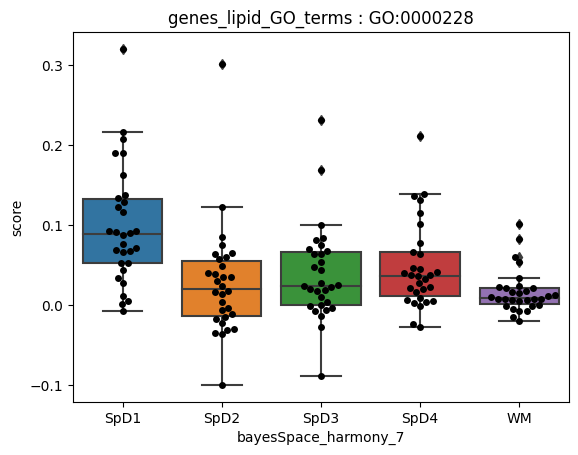 genes_lipid_GO_terms : GO:0000228
score
0.3
0.2
0.1
0.0
−0.1
SpD1 SpD2 SpD3 SpD4 WM
bayesSpace_harmony_7